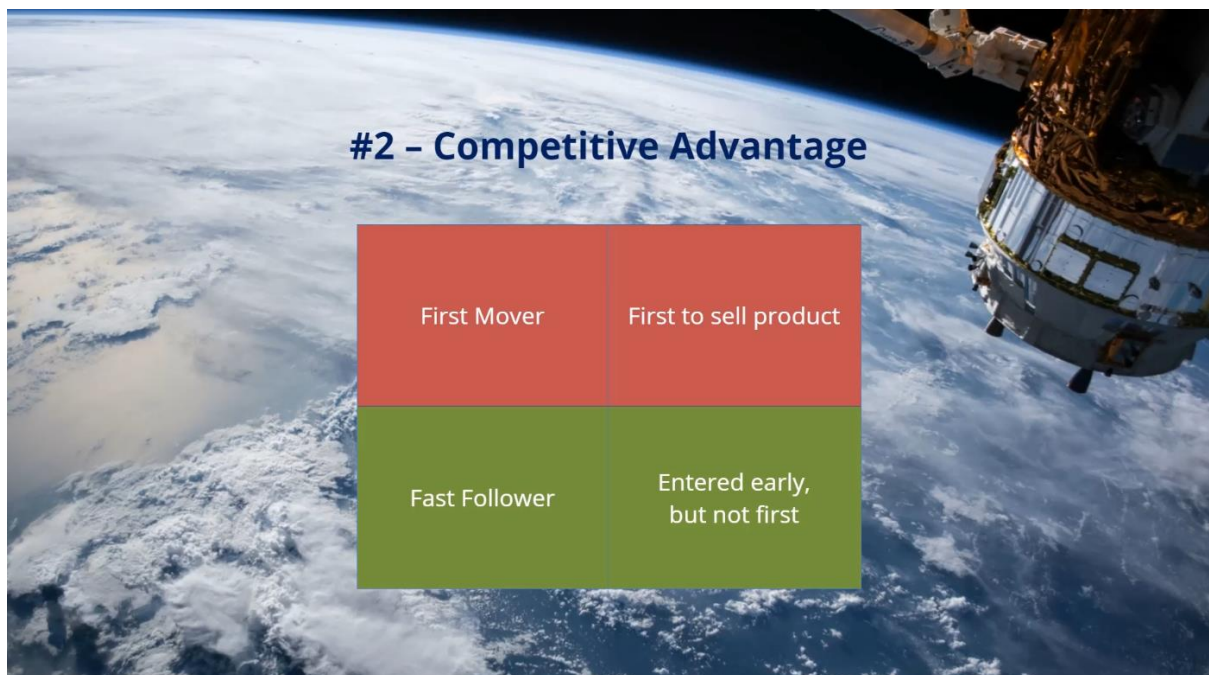 #2 – Competitive Advantage
First Mover
First to sell product
Fast Follower
Entered early,
but not first